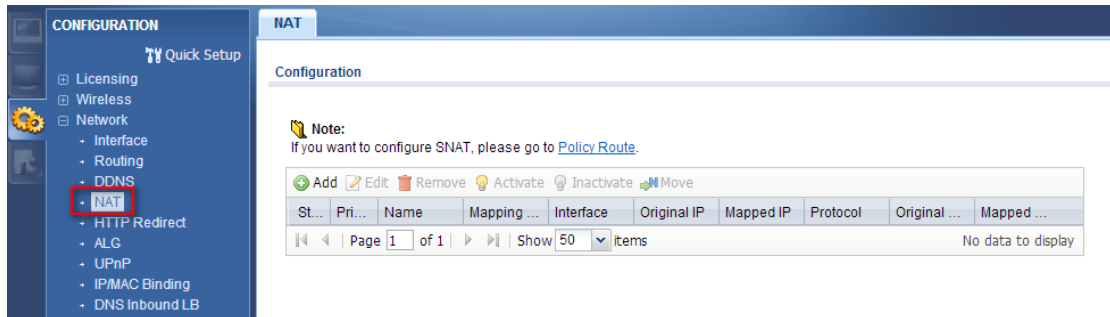 CONFIGURATION
Quick Setup
Licensing
Wireless
Network
Interface
Routing
DDNS
NAT
HTTP Redirect
ALG
UPnP
IP/MAC Binding
DNS Inbound LB
NAT
Configuration
Note:
If you want to configure SNAT, please go to Policy Route.
Add Edit Remove Activate Inactivate Move
St... Pri... Name Mapping ... Interface Original IP Mapped IP Protocol Original ... Mapped ...
Page 1 of 1 Show 50 items No data to display